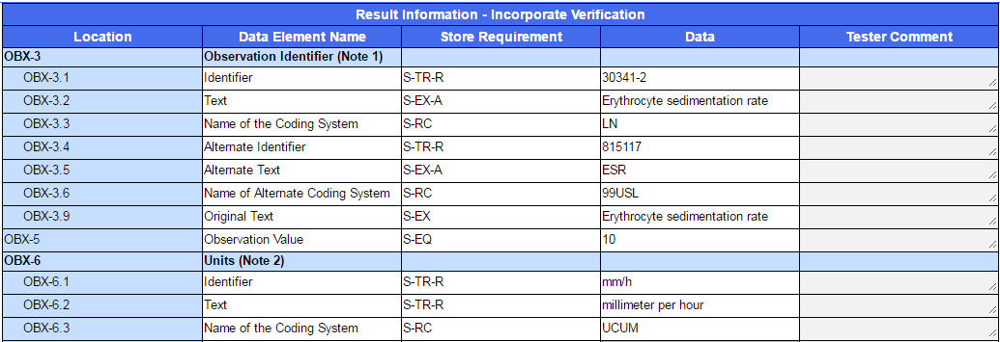 Result Information - Incorporate Verification
Location Data Element Name Store Requirement Data Tester Comment
OBX-3 Observation Identifier (Note 1)
OBX-3.1 Identifier S-TR-R 30341-2
OBX-3.2 Text S-EX-A Erythrocyte sedimentation rate
OBX-3.3 Name of the Coding System S-RC LN
OBX-3.4 Alternate Identifier S-TR-R 815117
OBX-3.5 Alternate Text S-EX-A ESR
OBX-3.6 Name of Alternate Coding System S-RC 99USL
OBX-3.9 Original Text S-EX Erythrocyte sedimentation rate
OBX-5 Observation Value S-EQ 10
OBX-6 Units (Note 2)
OBX-6.1 Identifier S-TR-R mm/h
OBX-6.2 Text S-TR-R millimeter per hour
OBX-6.3 Name of the Coding System S-RC UCUM